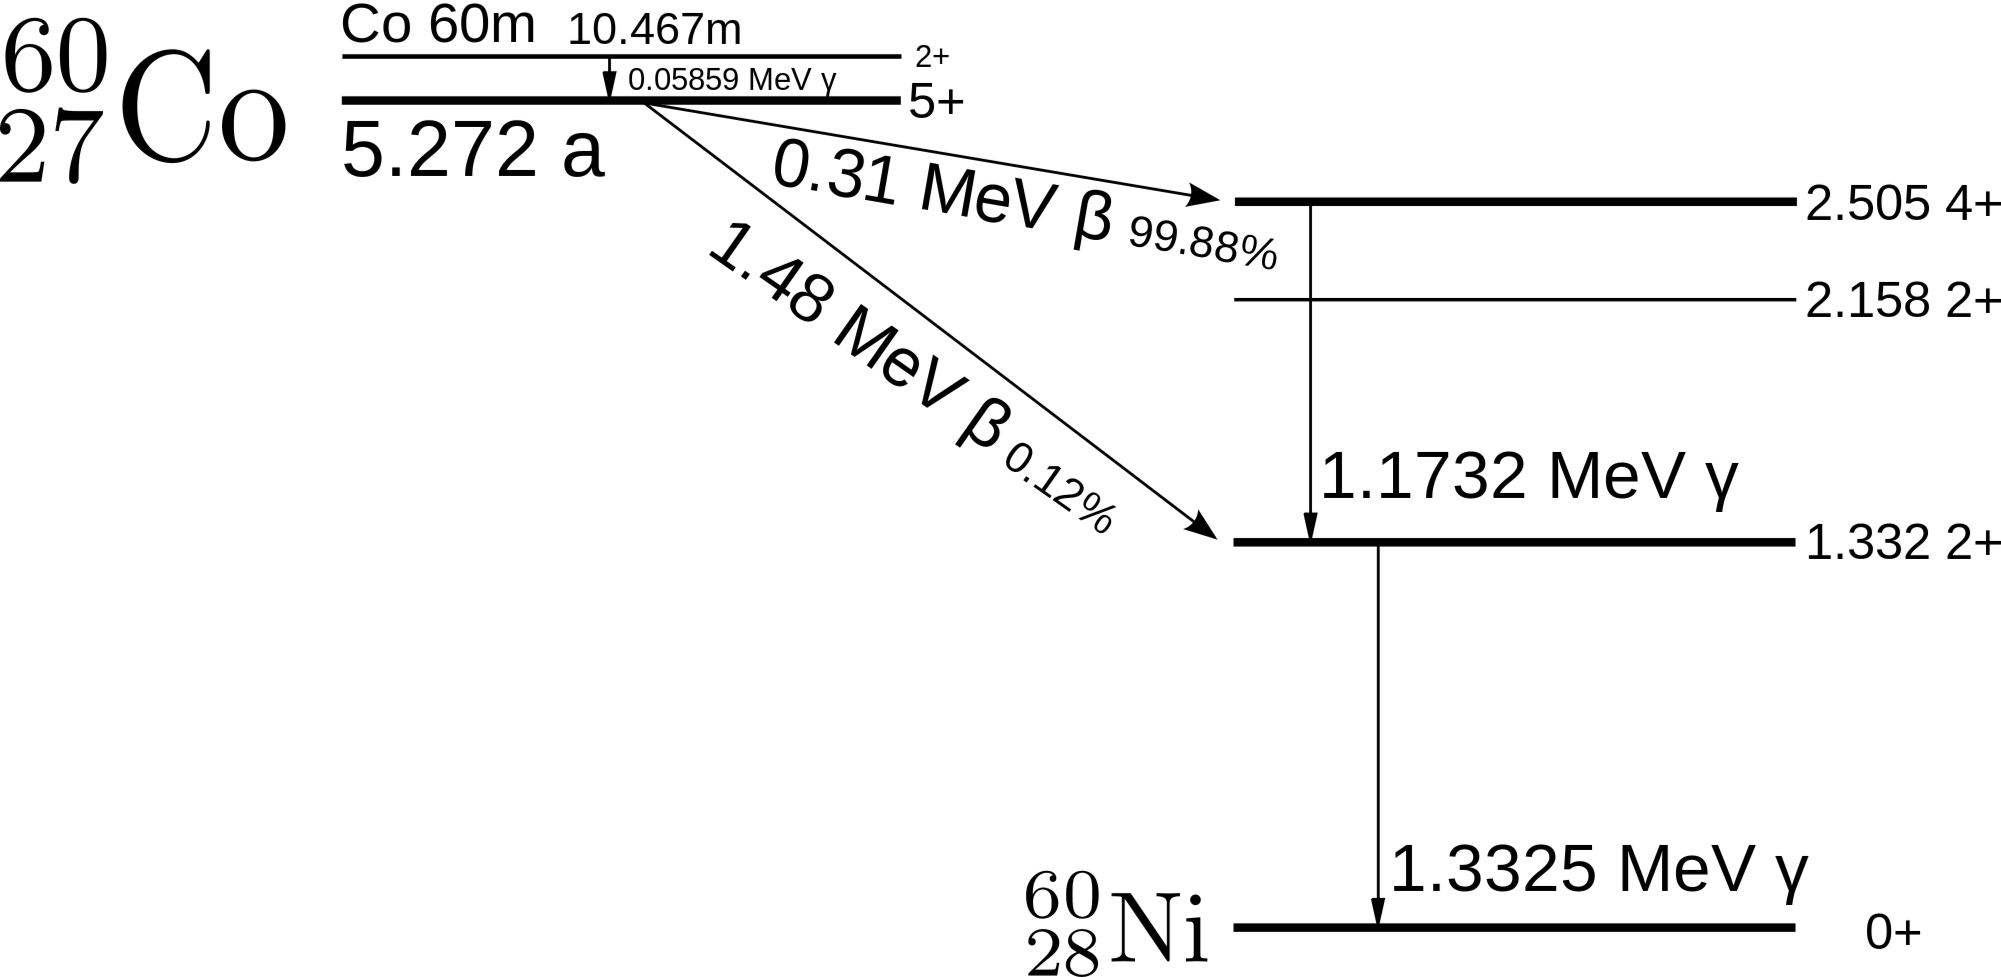 60
27 Co
Co 60m 10.467m
2+
0.05859 MeV γ
5+
5.272 a
0.31 MeV β 99.88%
1.48 MeV β 0.12%
2.505 4+
2.158 2+
1.1732 MeV γ
1.332 2+
1.3325 MeV γ
60
28 Ni
0+